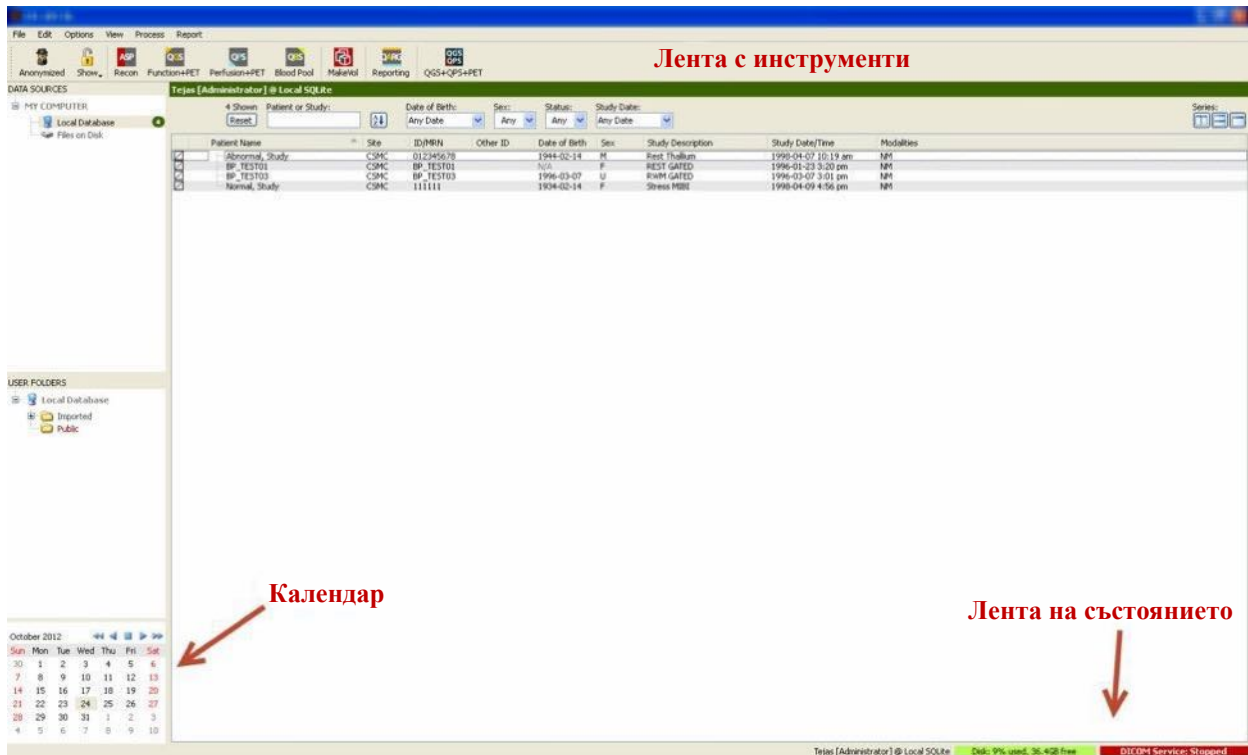 File Edit Options View Process Report
Лента с инструменти
Anonymized Show Recon Function+PET Perfusion+PET Blood Pool MakeVol Reporting QGS+QPS+PET
DATA SOURCES
Tejas [Administrator] @ Local SQLite
MY COMPUTER
Local Database 4
Files on Disk
4 Shown Patient or Study: Date of Birth: Sex: Status: Study Date: Series:
Reset Any Date Any Any Any Date
Patient Name Site ID/MRN Other ID Date of Birth Sex Study Description Study Date/Time Modalities
Abnormal, Study CSMC 012345678 1944-02-14 M Rest Thallium 1998-04-07 10:19 am NM
BP_TEST01 CSMC BP_TEST01 N/A F REST GATED 1996-01-23 3:20 pm NM
BP_TEST03 CSMC BP_TEST03 1996-03-07 U RWM GATED 1996-03-07 3:01 pm NM
Normal, Study CSMC 111111 1934-02-14 F Stress MIBI 1998-04-09 4:56 pm NM
USER FOLDERS
Local Database
Imported
Public
Календар
Лента на състоянието
October 2012
Sun Mon Tue Wed Thu Fri Sat
30 1 2 3 4 5 6
7 8 9 10 11 12 13
14 15 16 17 18 19 20
21 22 23 24 25 26 27
28 29 30 31 1 2 3
4 5 6 7 8 9 10
Tejas [Administrator] @ Local SQLite Disk: 9% used, 36.4GB free DICOM Service: Stopped